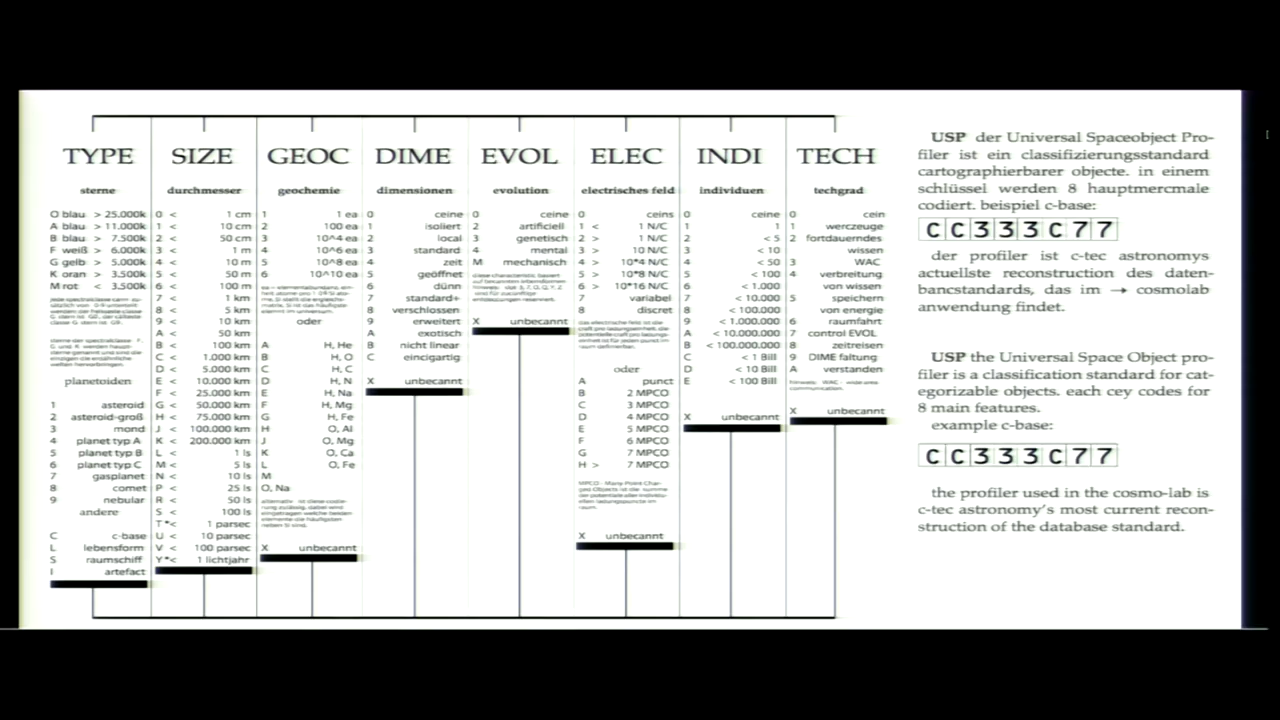 TYPE
sterne
O blau > 25.000k
A blau > 11.000k
B blau > 7.500k
F weiß > 6.000k
G gelb > 5.000k
K oran > 3.500k
M rot < 3.500k
planetoiden
1 asteroid
2 asteroid-groß
3 mond
4 planet typ A
5 planet typ B
6 planet typ C
7 gasplanet
8 comet
9 nebular
andere
C c-base
L lebensform
S raumschiff
I artefact
SIZE
durchmesser
0 < 1 cm
1 < 10 cm
2 < 50 cm
3 < 1 m
4 < 10 m
5 < 50 m
6 < 100 m
7 < 1 km
8 < 5 km
9 < 10 km
A < 50 km
B < 100 km
C < 1.000 km
D < 5.000 km
E < 10.000 km
F < 25.000 km
G < 50.000 km
H < 75.000 km
J < 100.000 km
K < 200.000 km
L < 1 ls
M < 5 ls
N < 10 ls
P < 25 ls
R < 50 ls
S < 100 ls
T*< 1 parsec
U < 10 parsec
V < 100 parsec
Y*< 1 lichtjahr
GEOC
geochemie
1 1 ea
2 100 ea
3 10^4 ea
4 10^6 ea
5 10^8 ea
6 10^10 ea
oder
A H, He
B H, O
C H, C
D H, N
E H, Na
F H, Mg
G H, Fe
H O, Al
J O, Mg
K O, Ca
L O, Fe
M
O, Na
X unbecannt
DIME
dimensionen
0 ceine
1 isoliert
2 local
3 standard
4 zeit
5 geöffnet
6 dünn
7 standard+
8 verschlossen
9 erweitert
A exotisch
B nicht linear
C eincigartig
X unbecannt
EVOL
evolution
0 ceine
2 artificiell
3 genetisch
4 mental
M mechanisch
X unbecannt
ELEC
electrisches feld
0 ceins
1 < 1 N/C
2 > 1 N/C
3 > 10 N/C
4 > 10*4 N/C
5 > 10*8 N/C
6 > 10*16 N/C
7 variabel
8 discret
oder
A punct
B 2 MPCO
C 3 MPCO
D 4 MPCO
E 5 MPCO
F 6 MPCO
G 7 MPCO
H > 7 MPCO
X unbecannt
INDI
individuen
0 ceine
1 1
2 < 5
3 < 10
4 < 50
5 < 100
6 < 1.000
7 < 10.000
8 < 100.000
9 < 1.000.000
A < 10.000.000
B < 100.000.000
C < 1 Bill
D < 10 Bill
E < 100 Bill
X unbecannt
TECH
techgrad
0 cein
1 werczeuge
2 fortdauerndes
wissen
3 WAC
4 verbreitung
von wissen
5 speichern
von energie
6 raumfahrt
7 control EVOL
8 zeitreisen
9 DIME faltung
A verstanden
X unbecannt
USP der Universal Spaceobject Pro-
filer ist ein classifizierungsstandard
cartographierbarer objecte. in einem
schlüssel werden 8 hauptmercmale
codiert. beispiel c-base:
CC333C77
der profiler ist c-tec astronomys
actuellste reconstruction des daten-
bancstandards, das im → cosmolab
anwendung findet.
USP the Universal Space Object pro-
filer is a classification standard for cat-
egorizable objects. each cey codes for
8 main features.
example c-base:
CC333C77
the profiler used in the cosmo-lab is
c-tec astronomy's most current recon-
struction of the database standard.